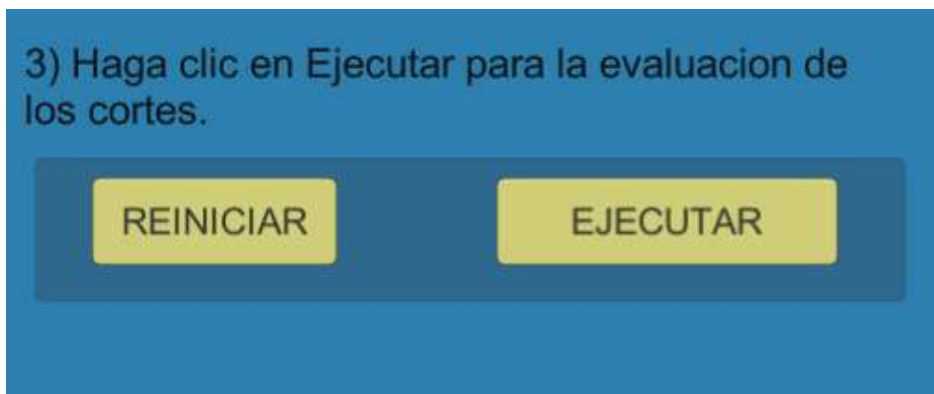 3) Haga clic en Ejecutar para la evaluacion de
los cortes.
REINICIAR
EJECUTAR